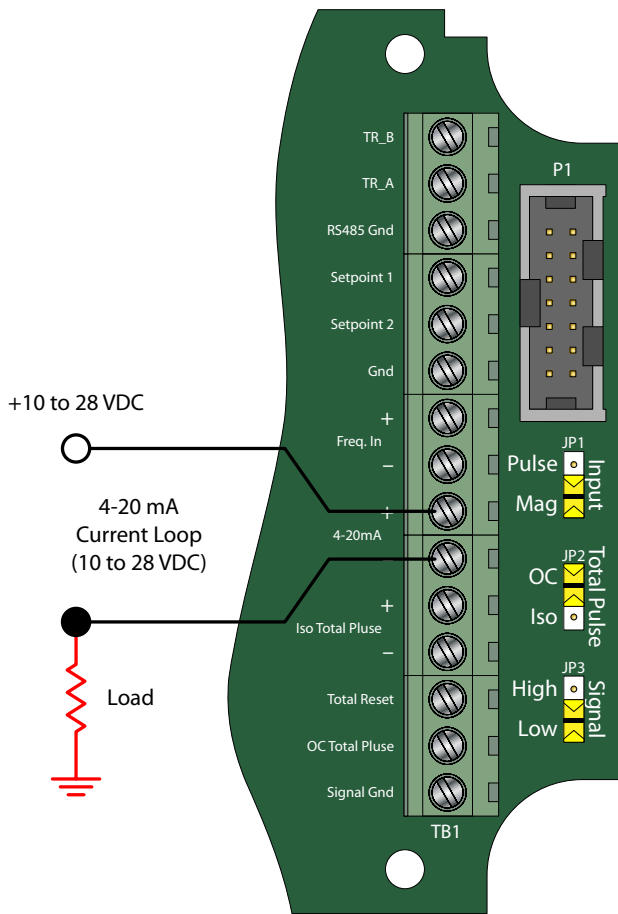 TR_B
TR_A
RS485 Gnd
Setpoint 1
Setpoint 2
Gnd
+
Freq. In
–
+
4-20mA
+
Iso Total Pluse
–
Total Reset
OC Total Pluse
Signal Gnd
TB1
P1
JP1
Pulse
Mag
Input
JP2
OC
Iso
Total Pulse
JP3
High
Low
Signal
+10 to 28 VDC
4-20 mA
Current Loop
(10 to 28 VDC)
Load